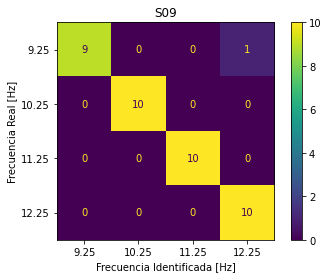 S09
9.25 9 0 0 1
10.25 0 10 0 0
11.25 0 0 10 0
12.25 0 0 0 10
9.25 10.25 11.25 12.25
Frecuencia Real [Hz]
Frecuencia Identificada [Hz]
10
8
6
4
2
0